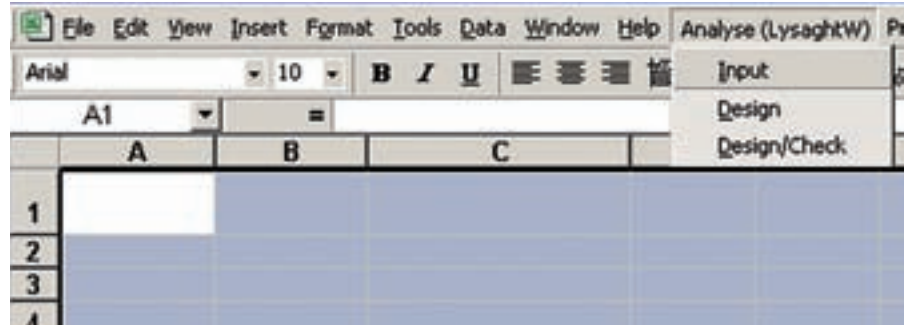 File Edit View Insert Format Tools Data Window Help Analyse (LysaghtW)
Arial 10 B I U Input
A1 = Design
A B C Design/Check
1
2
3
4